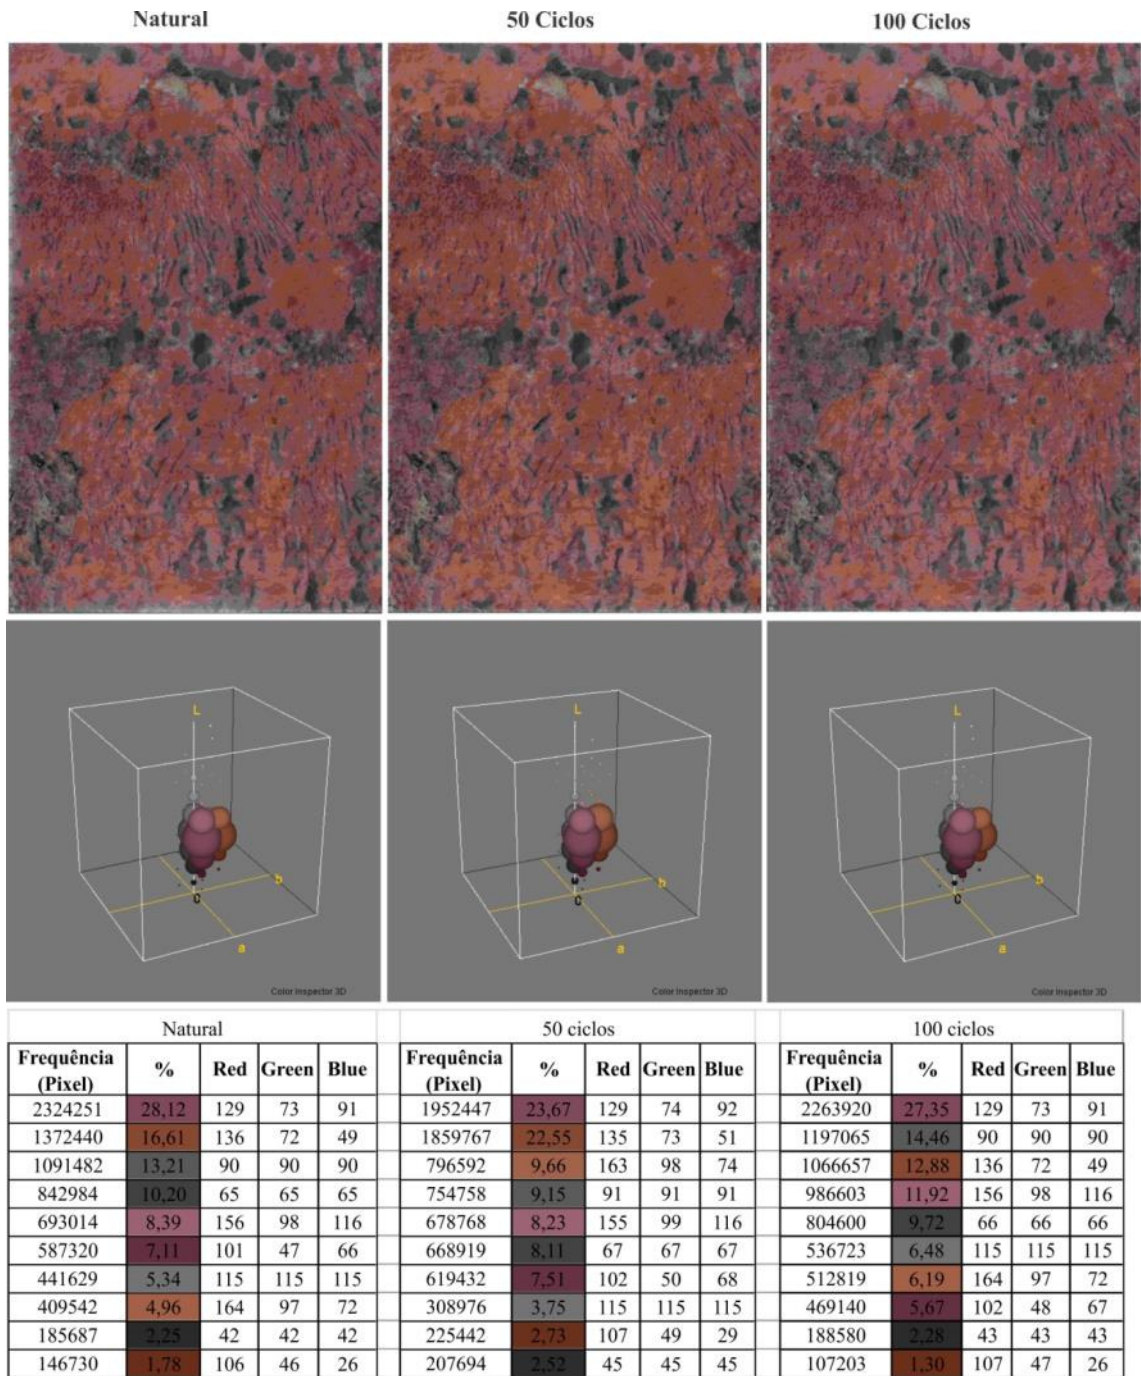 Natural 50 Ciclos 100 Ciclos
L L L
b b b
C C C
a a a
Color Inspector 3D Color Inspector 3D Color Inspector 3D
Natural 50 ciclos 100 ciclos
Frequência (Pixel) % Red Green Blue Frequência (Pixel) % Red Green Blue Frequência (Pixel) % Red Green Blue
2324251 28,12 129 73 91 1952447 23,67 129 74 92 2263920 27,35 129 73 91
1372440 16,61 136 72 49 1859767 22,55 135 73 51 1197065 14,46 90 90 90
1091482 13,21 90 90 90 796592 9,66 163 98 74 1066657 12,88 136 72 49
842984 10,20 65 65 65 754758 9,15 91 91 91 986603 11,92 156 98 116
693014 8,39 156 98 116 678768 8,23 155 99 116 804600 9,72 66 66 66
587320 7,11 101 47 66 668919 8,11 67 67 67 536723 6,48 115 115 115
441629 5,34 115 115 115 619432 7,51 102 50 68 512819 6,19 164 97 72
409542 4,96 164 97 72 308976 3,75 115 115 115 469140 5,67 102 48 67
185687 2,25 42 42 42 225442 2,73 107 49 29 188580 2,28 43 43 43
146730 1,78 106 46 26 207694 2,52 45 45 45 107203 1,30 107 47 26